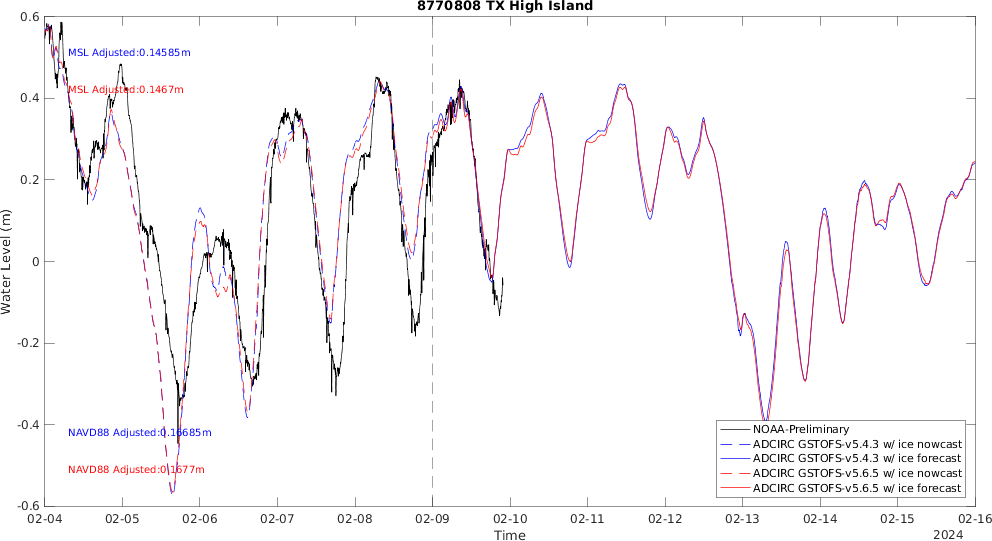 8770808 TX High Island
0.6
MSL Adjusted:0.14585m
MSL Adjusted:0.1467m
0.4
0.2
Water Level (m)
0
-0.2
-0.4
NAVD88 Adjusted:0.16685m
NAVD88 Adjusted:0.1677m
-0.6
NOAA-Preliminary
ADCIRC GSTOFS-v5.4.3 w/ ice nowcast
ADCIRC GSTOFS-v5.4.3 w/ ice forecast
ADCIRC GSTOFS-v5.6.5 w/ ice nowcast
ADCIRC GSTOFS-v5.6.5 w/ ice forecast
02-04 02-05 02-06 02-07 02-08 02-09 02-10 02-11 02-12 02-13 02-14 02-15 02-16
Time
2024